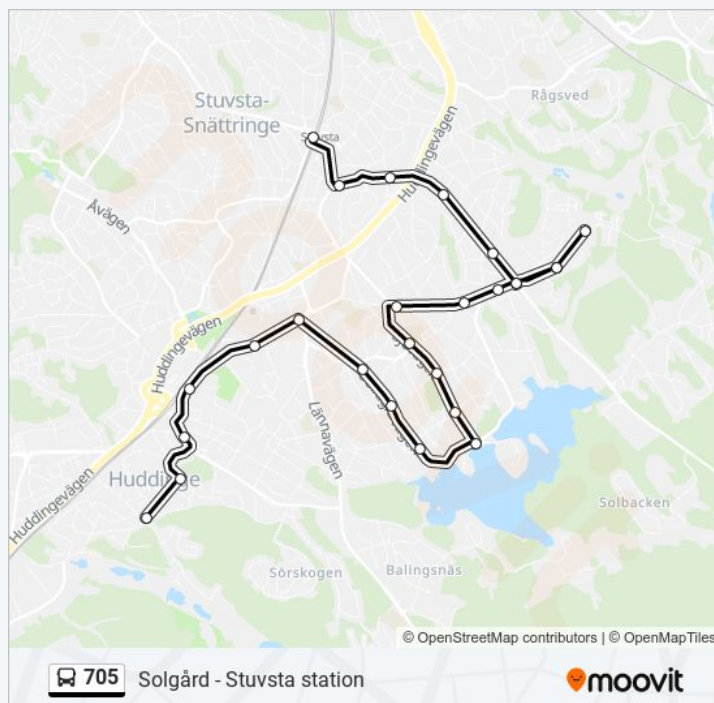 Stuvsta-
Snättringe
Rågsved
Huddingevägen
Åvägen
Huddingevägen
Lännavägen
Huddinge
Huddingevägen
Solbacken
Sörskogen
Balingsnäs
© OpenStreetMap contributors | © OpenMapTiles
705 Solgård - Stuvsta station
moovit